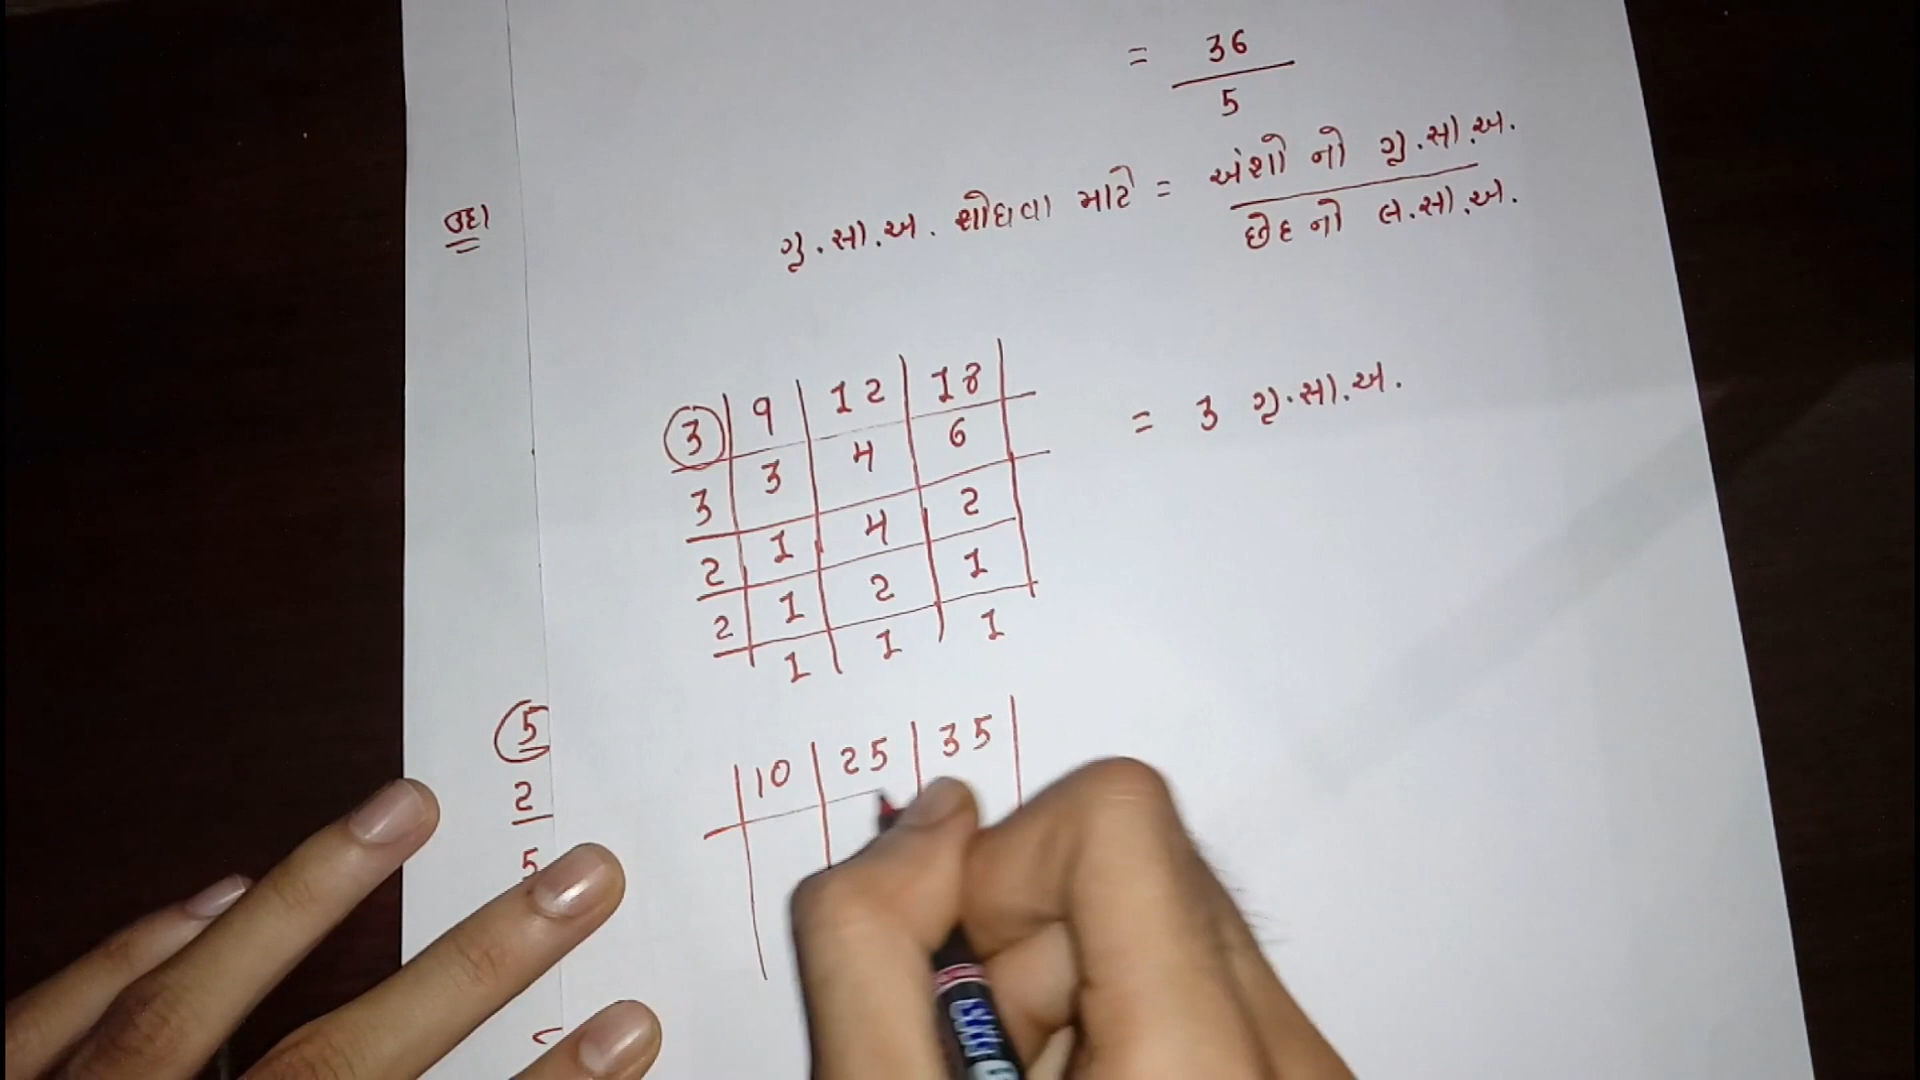 = 36
5
ઉદા
ગુ.સા.અ. શોધવા માટે = અંશો નો ગુ.સા.અ.
છેદ નો લ.સા.અ.
3 9 12 18
3 3 4 6
2 1 4 2
2 1 2 1
1 1 1
= 3 ગુ.સા.અ.
5
2
5
10 25 35